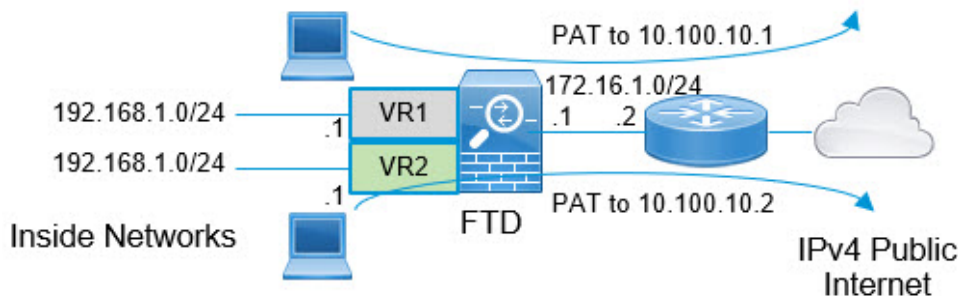 PAT to 10.100.10.1
172.16.1.0/24
192.168.1.0/24
VR1
.1
.1
.2
192.168.1.0/24
VR2
.1
PAT to 10.100.10.2
FTD
Inside Networks
IPv4 Public
Internet